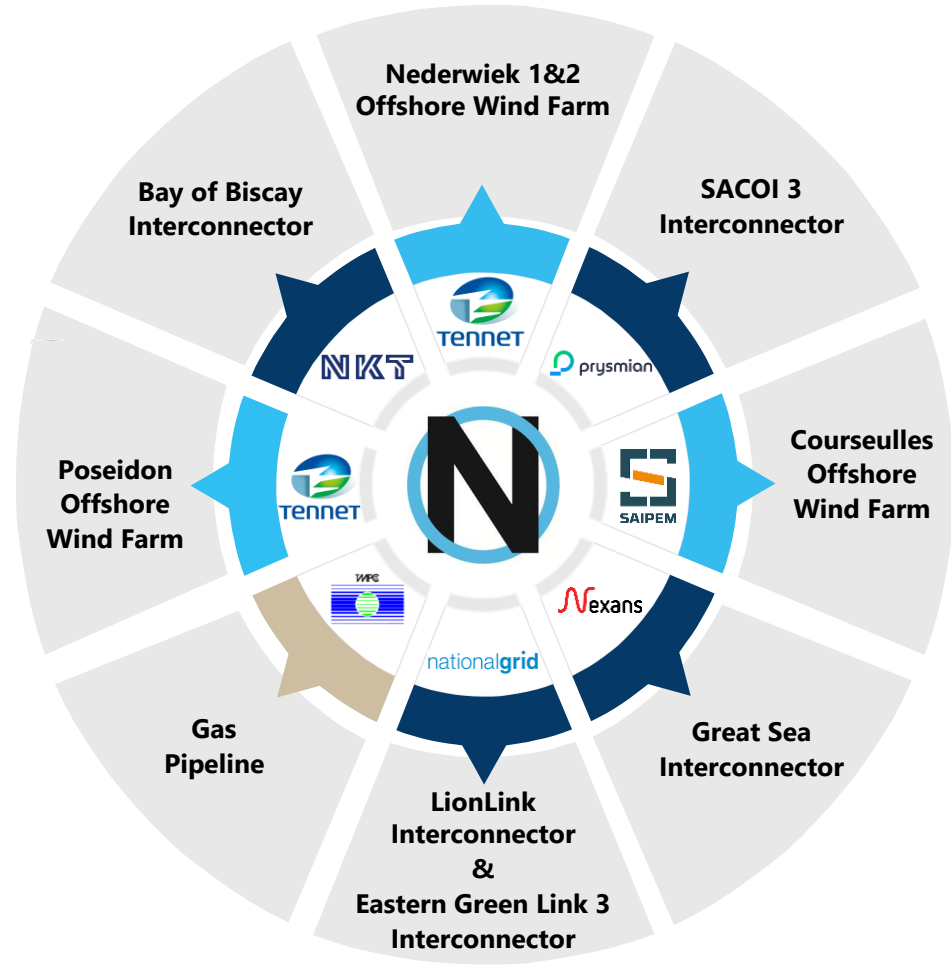 Nederwiek 1&2
Offshore Wind Farm
SACOI 3
Interconnector
Bay of Biscay
Interconnector
TENNET
NKT
prysmian
Courseulles
Offshore
Wind Farm
Poseidon
Offshore
Wind Farm
TENNET
N
SAIPEM
Nexans
nationalgrid
Gas
Pipeline
Great Sea
Interconnector
LionLink
Interconnector
&
Eastern Green Link 3
Interconnector